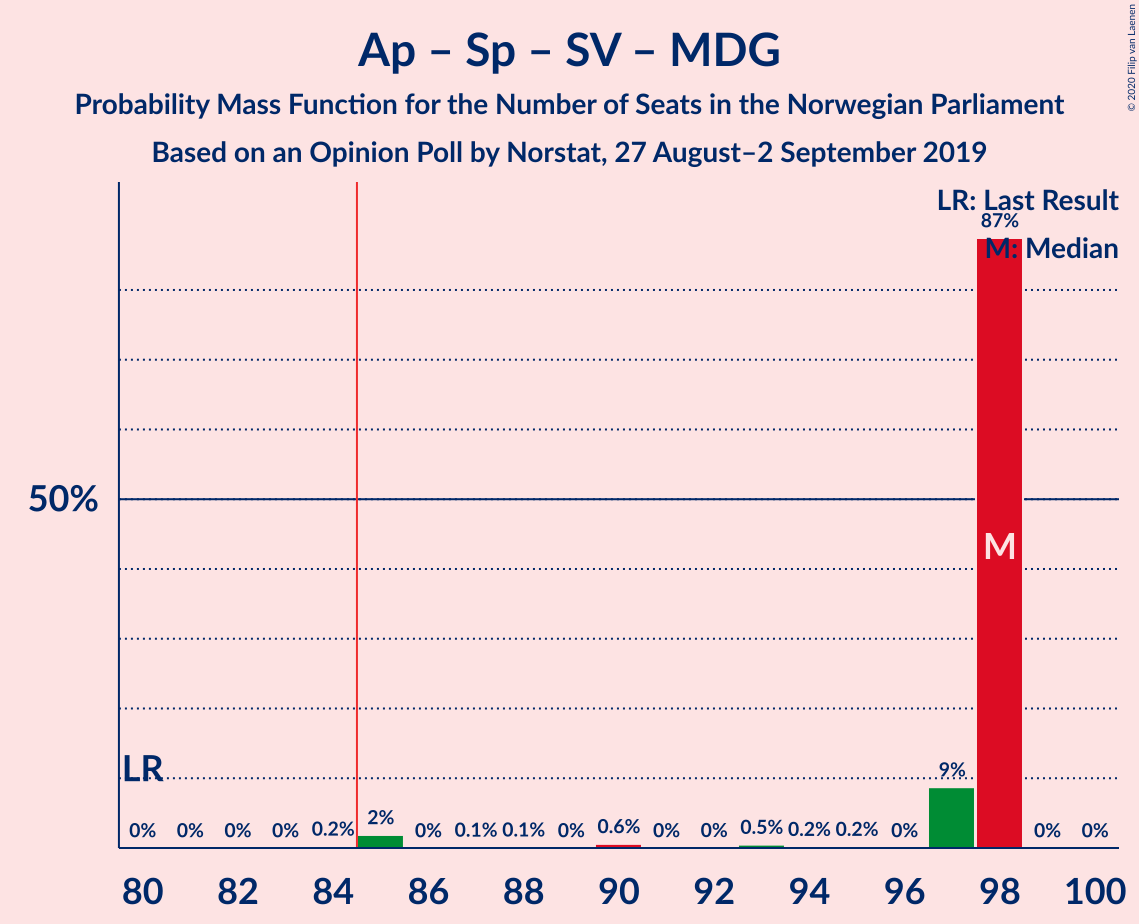 Ap – Sp – SV – MDG
Probability Mass Function for the Number of Seats in the Norwegian Parliament
Based on an Opinion Poll by Norstat, 27 August–2 September 2019
© 2020 Filip van Laenen
LR: Last Result
87%
M: Median
50%
M
LR
0% 0% 0% 0% 0.2% 2% 0% 0.1% 0.1% 0% 0.6% 0% 0% 0.5% 0.2% 0.2% 0% 9% 0% 0%
80 82 84 86 88 90 92 94 96 98 100